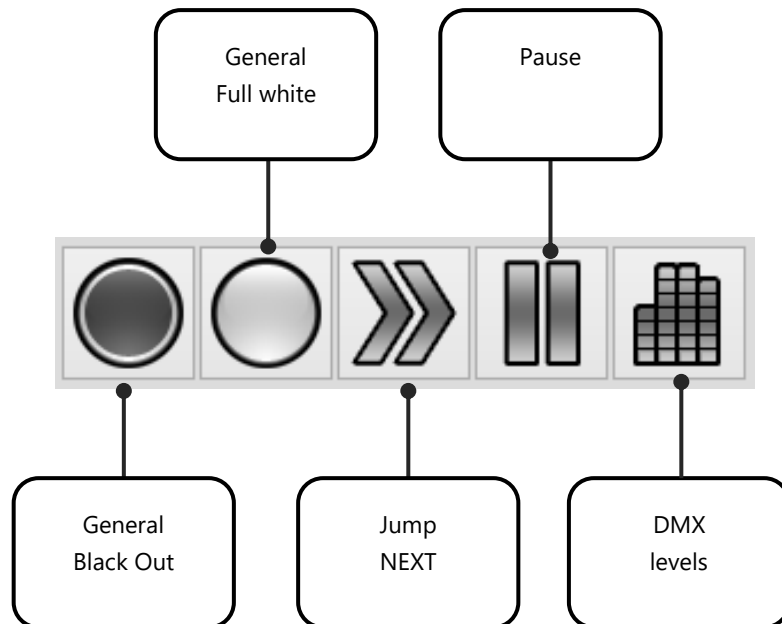 General
Full white
Pause
General
Black Out
Jump
NEXT
DMX
levels